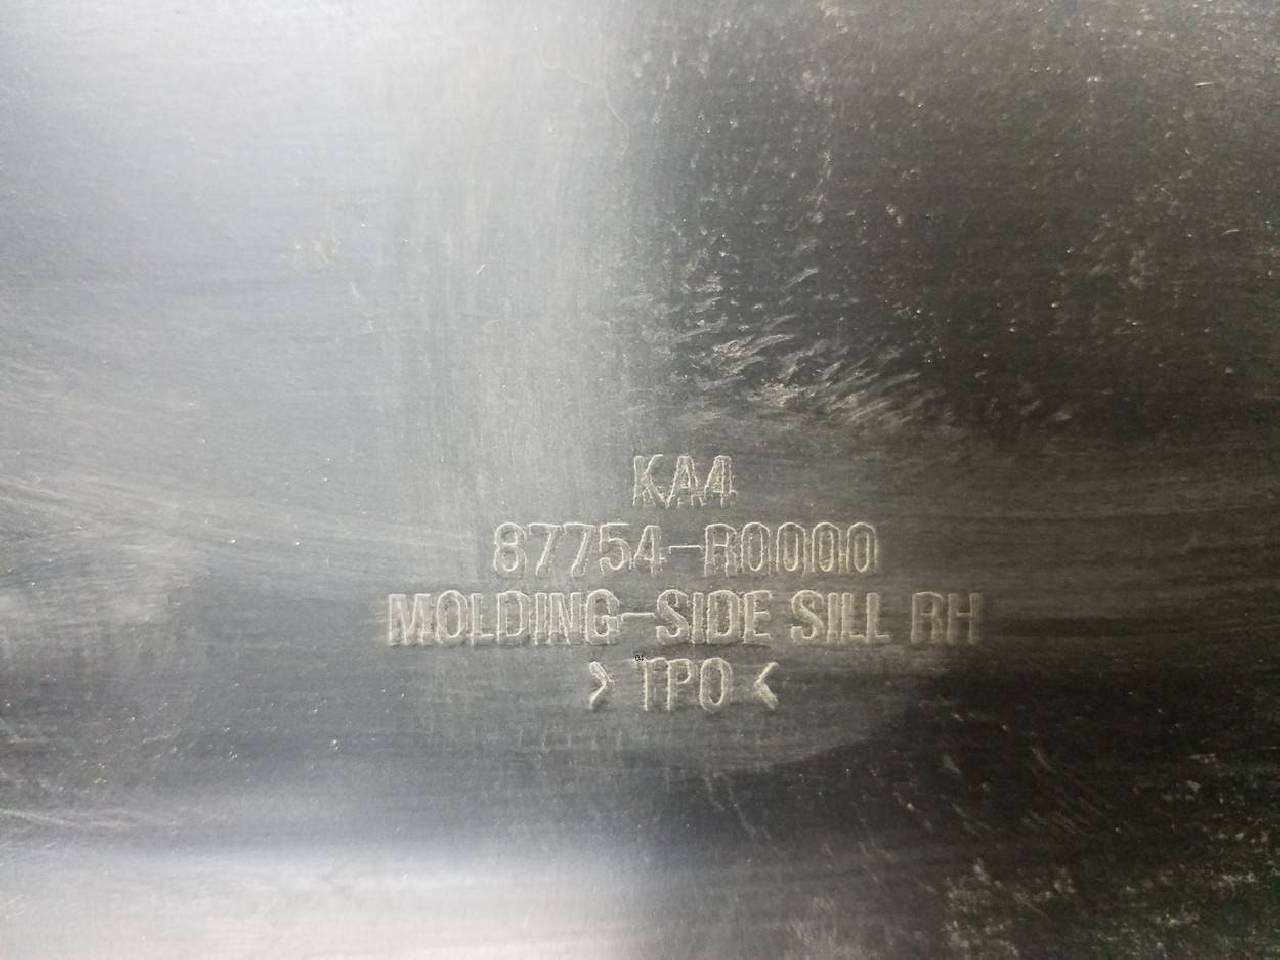 KA4
87754-R0000
MOLDING-SIDE SILL RH
> TPO <